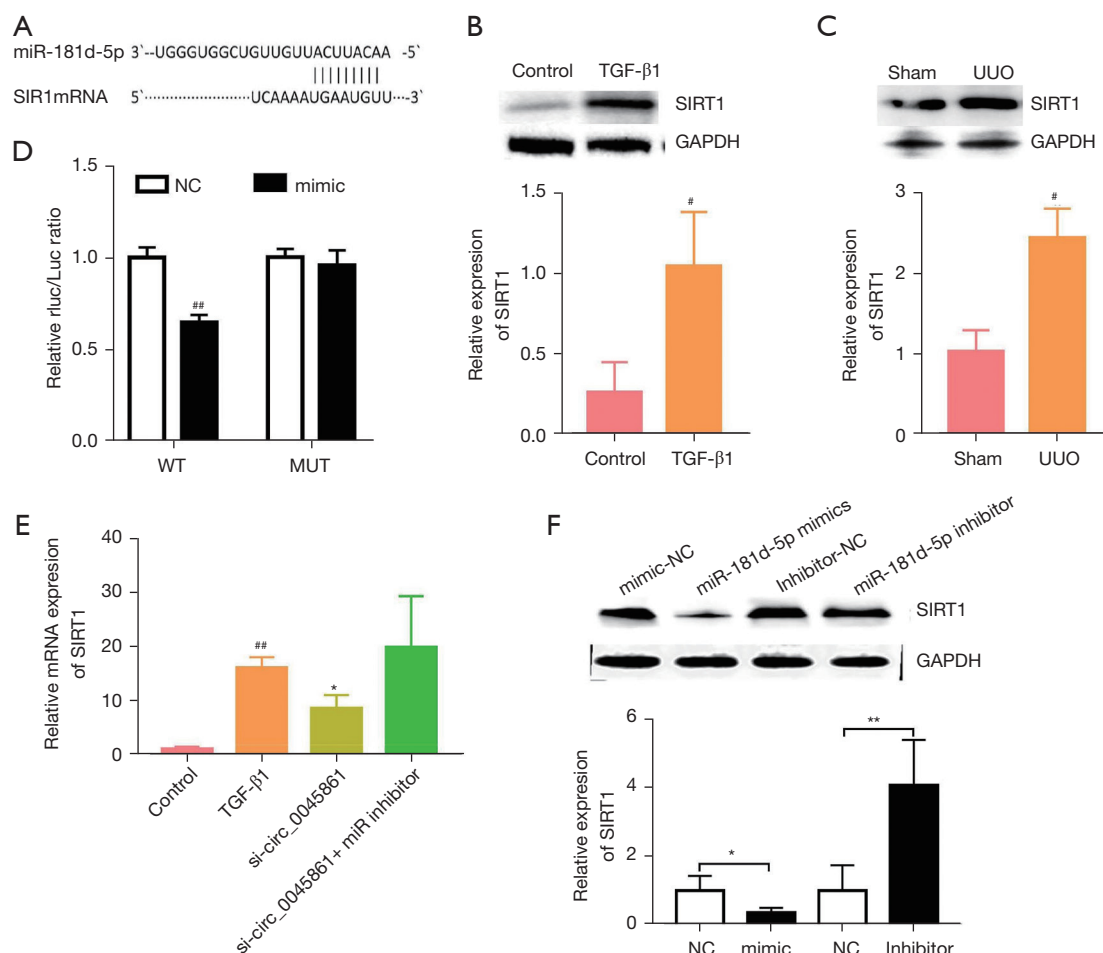 A
miR-181d-5p 3`--UGGGUGGCUGUUGUUACUUACAA -5`
SIR1mRNA 5`······················UCAAAAUGAAUGUU···-3`
B
Control TGF-β1
SIRT1
GAPDH
1.5
1.0
0.5
0.0
Relative expresion
of SIRT1
#
Control TGF-β1
C
Sham UUO
SIRT1
GAPDH
3
2
1
0
Relative expresion
of SIRT1
#
Sham UUO
D
1.5
1.0
0.5
0.0
Relative rluc/Luc ratio
NC mimic
##
WT MUT
E
40
30
20
10
0
Relative mRNA expression
of SIRT1
##
*
Control
TGF-β1
si-circ_0045861
si-circ_0045861+ miR inhibitor
F
mimic-NC
miR-181d-5p mimics
Inhibitor-NC
miR-181d-5p inhibitor
SIRT1
GAPDH
6
4
2
0
Relative expresion
of SIRT1
*
**
NC mimic NC Inhibitor